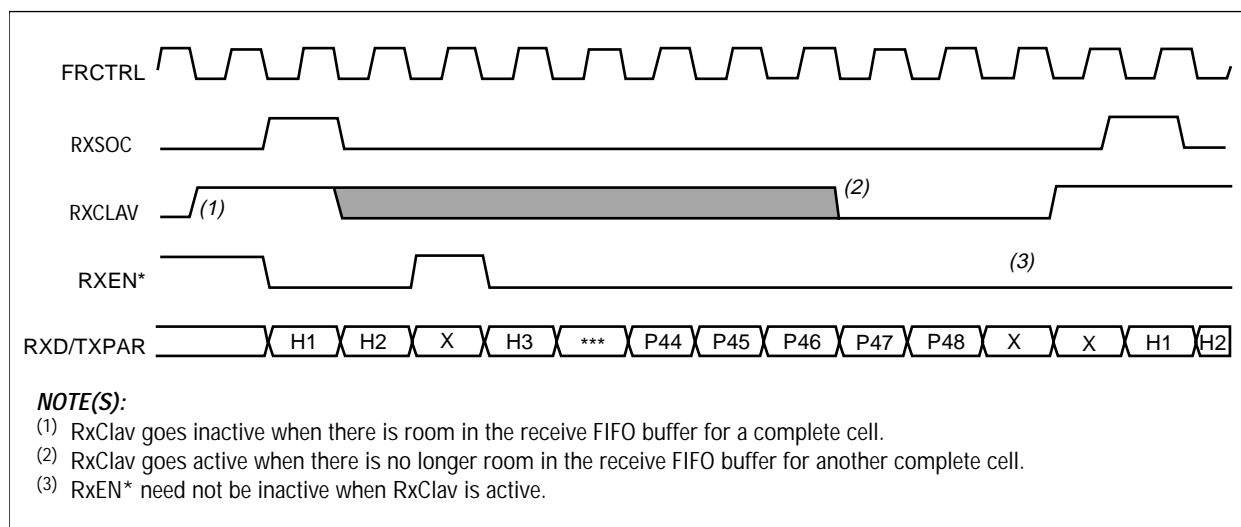 FRCTRL
RXSOC
RXCLAV (1) (2)
RXEN* (3)
RXD/TXPAR H1 H2 X H3 *** P44 P45 P46 P47 P48 X X H1 H2
NOTE(S):
(1) RxClav goes inactive when there is room in the receive FIFO buffer for a complete cell.
(2) RxClav goes active when there is no longer room in the receive FIFO buffer for another complete cell.
(3) RxEN* need not be inactive when RxClav is active.